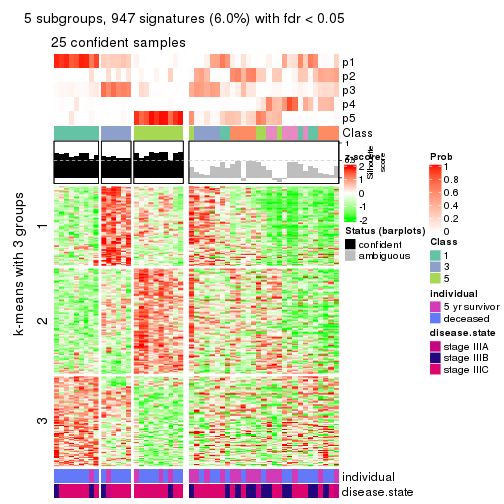 5 subgroups, 947 signatures (6.0%) with fdr < 0.05
25 confident samples
p1
p2
p3
p4
p5
Class
1
0.5
0
Silhouette
score
z-score
2
1
0
-1
-2
Status (barplots)
confident
ambiguous
Prob
1
0.8
0.6
0.4
0.2
0
Class
1
3
5
individual
5 yr survivor
deceased
disease.state
stage IIIA
stage IIIB
stage IIIC
k-means with 3 groups
1
2
3
individual
disease.state